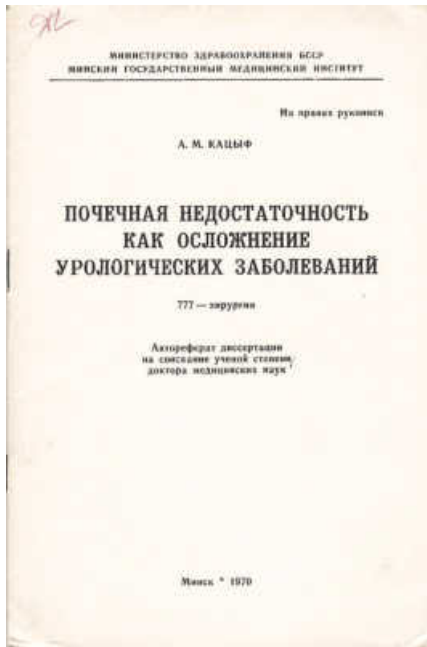 МИНИСТЕРСТВО ЗДРАВООХРАНЕНИЯ БССР
МИНСКИЙ ГОСУДАРСТВЕННЫЙ МЕДИЦИНСКИЙ ИНСТИТУТ
На правах рукописи
А. М. КАЦЫФ
ПОЧЕЧНАЯ НЕДОСТАТОЧНОСТЬ
КАК ОСЛОЖНЕНИЕ
УРОЛОГИЧЕСКИХ ЗАБОЛЕВАНИЙ
777 — хирургия
Автореферат диссертации
на соискание ученой степени
доктора медицинских наук
Минск * 1970